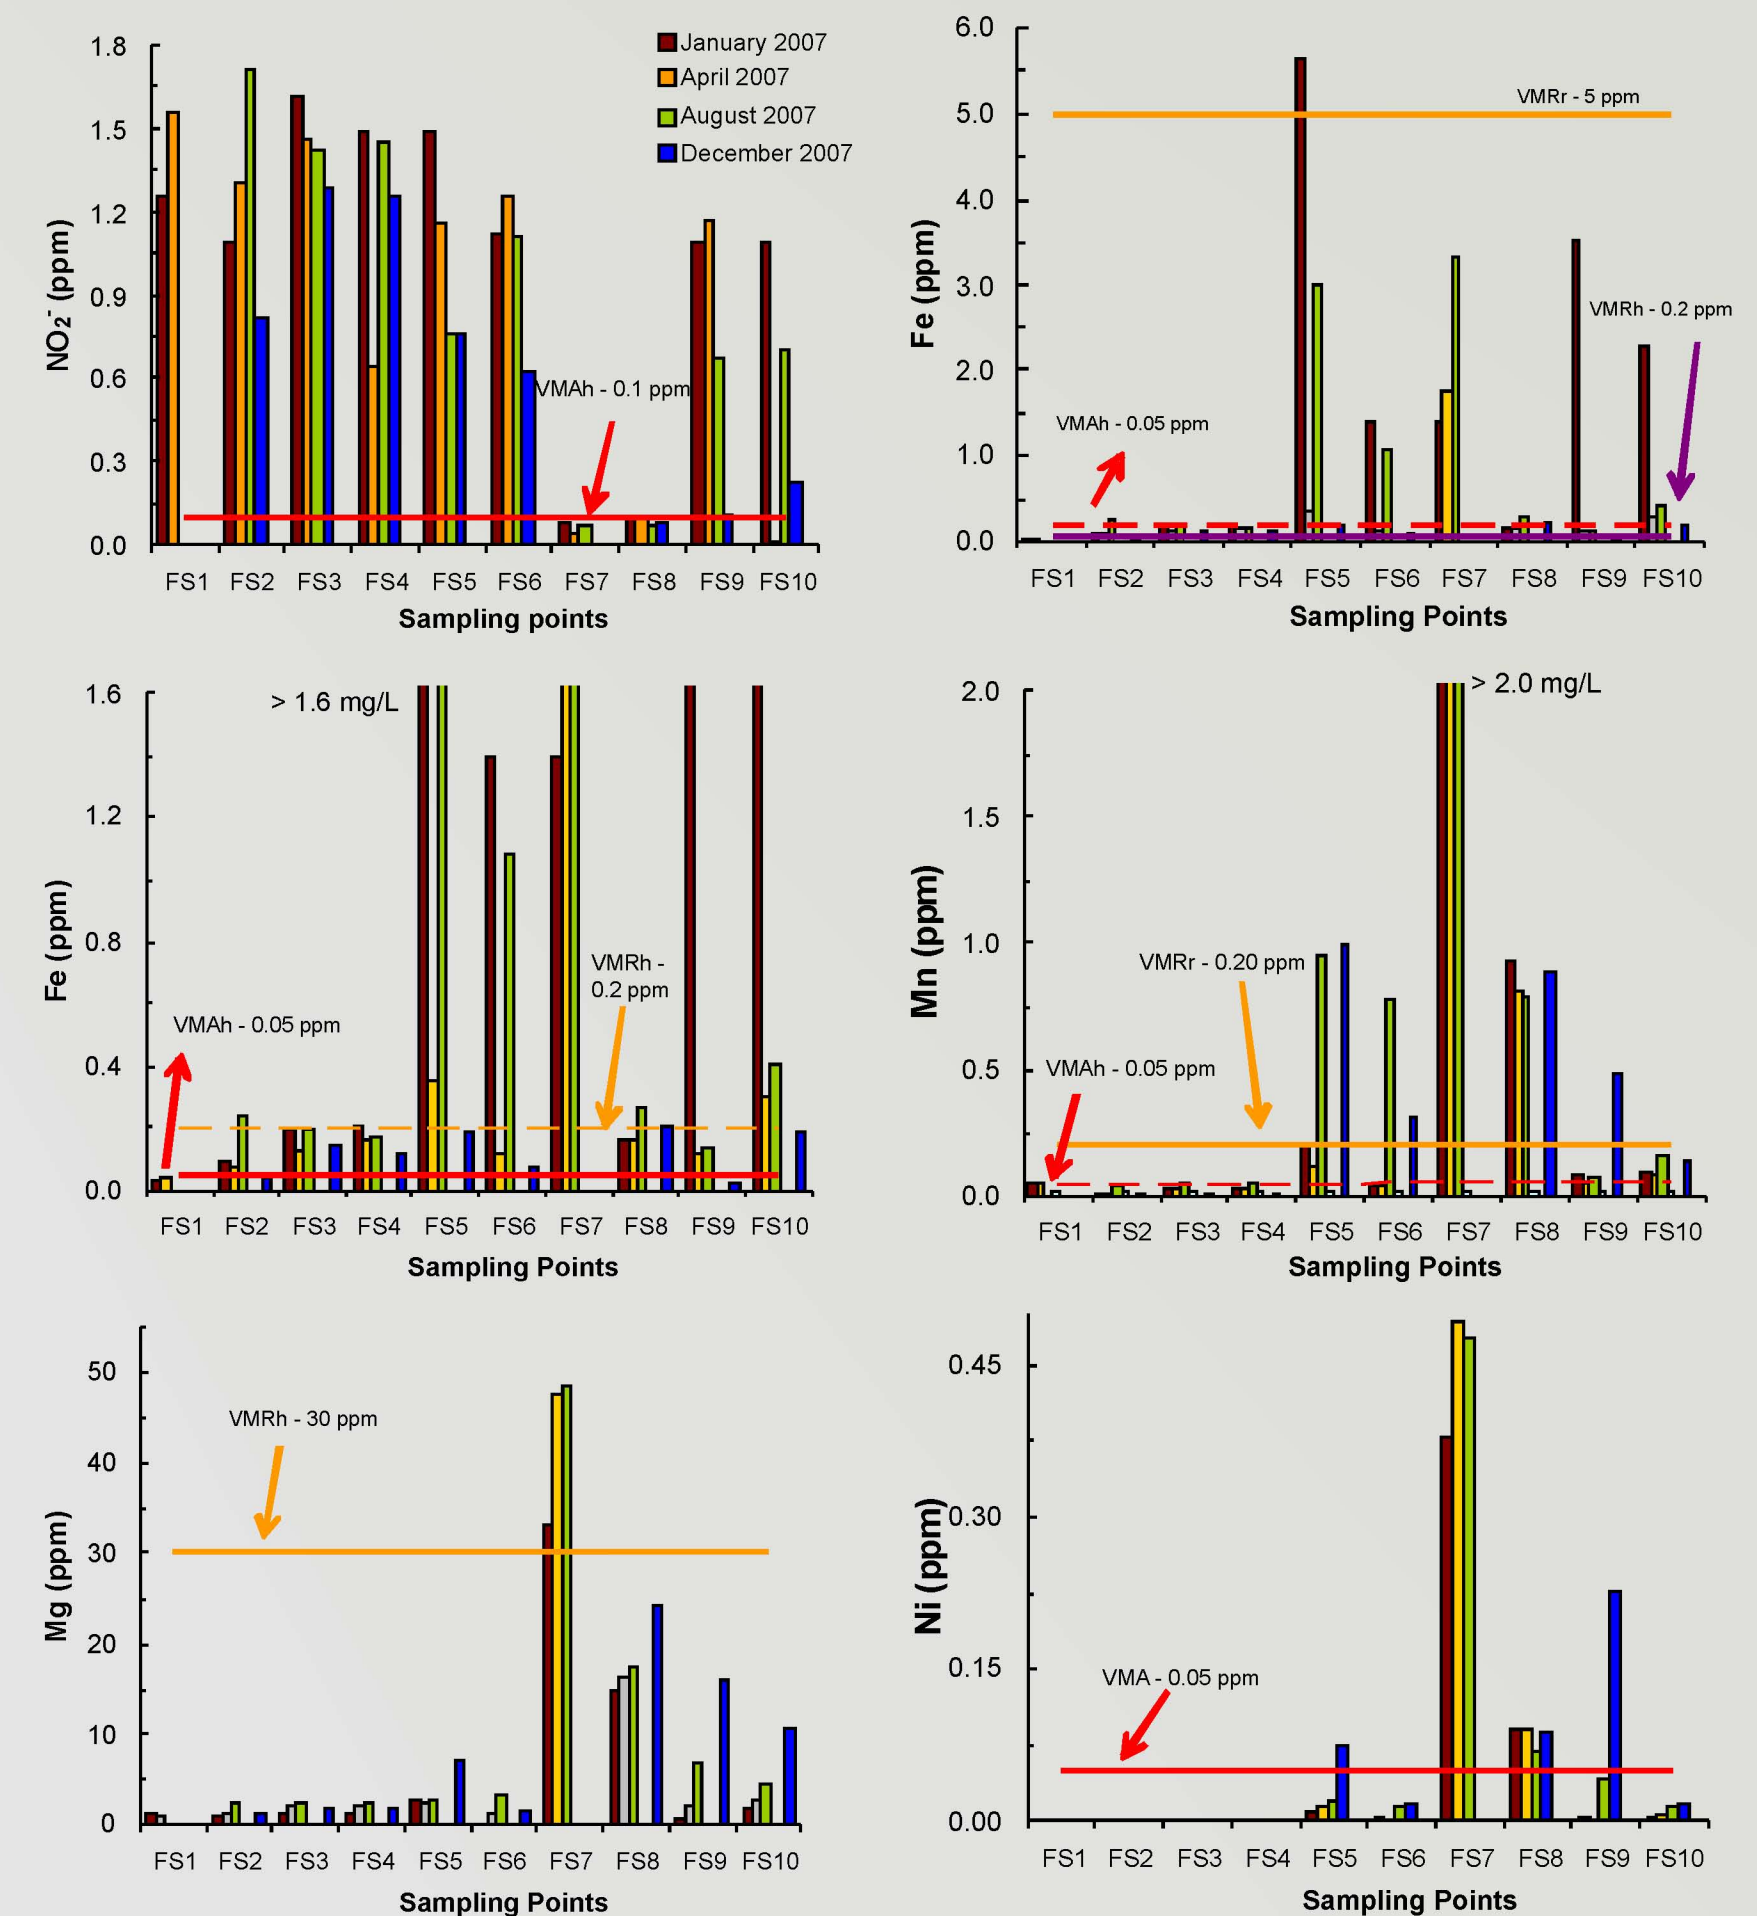 1.8
1.5
1.2
0.9
0.6
0.3
0.0
NO₂⁻ (ppm)
January 2007
April 2007
August 2007
December 2007
VMAh - 0.1 ppm
FS1 FS2 FS3 FS4 FS5 FS6 FS7 FS8 FS9 FS10
Sampling points
6.0
5.0
4.0
3.0
2.0
1.0
0.0
Fe (ppm)
VMRr - 5 ppm
VMRh - 0.2 ppm
VMAh - 0.05 ppm
FS1 FS2 FS3 FS4 FS5 FS6 FS7 FS8 FS9 FS10
Sampling Points
1.6
1.2
0.8
0.4
0.0
Fe (ppm)
> 1.6 mg/L
VMRh -
0.2 ppm
VMAh - 0.05 ppm
FS1 FS2 FS3 FS4 FS5 FS6 FS7 FS8 FS9 FS10
Sampling Points
2.0
1.5
1.0
0.5
0.0
Mn (ppm)
> 2.0 mg/L
VMRr - 0.20 ppm
VMAh - 0.05 ppm
FS1 FS2 FS3 FS4 FS5 FS6 FS7 FS8 FS9 FS10
Sampling Points
50
40
30
20
10
0
Mg (ppm)
VMRh - 30 ppm
FS1 FS2 FS3 FS4 FS5 FS6 FS7 FS8 FS9 FS10
Sampling Points
0.45
0.30
0.15
0.00
Ni (ppm)
VMA - 0.05 ppm
FS1 FS2 FS3 FS4 FS5 FS6 FS7 FS8 FS9 FS10
Sampling Points